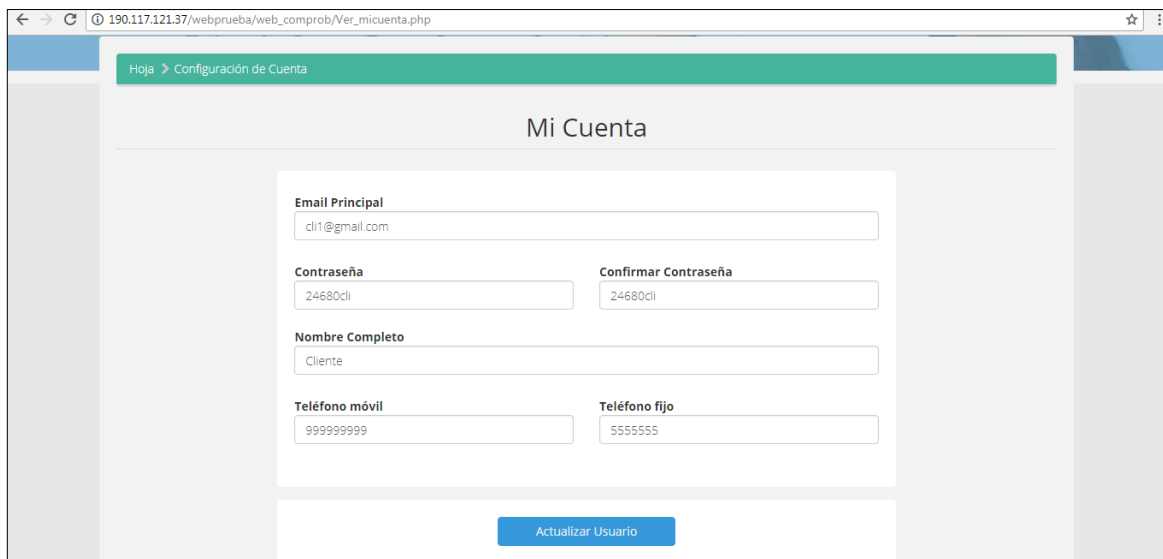 190.117.121.37/webprueba/web_comprob/Ver_micuenta.php
Hoja > Configuración de Cuenta
Mi Cuenta
Email Principal
cli1@gmail.com
Contraseña Confirmar Contraseña
24680cli 24680cli
Nombre Completo
Cliente
Teléfono móvil Teléfono fijo
999999999 5555555
Actualizar Usuario